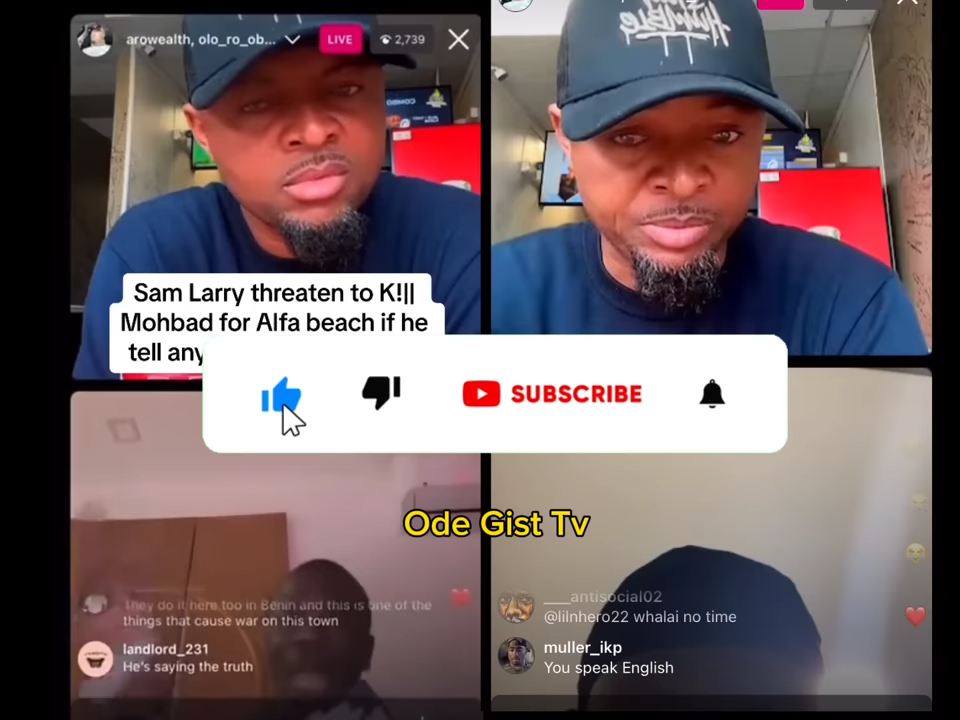 arowealth, olo_ro_ob...
LIVE
2,739
Humble
Sam Larry threaten to K!||
Mohbad for Alfa beach if he
tell any
SUBSCRIBE
Ode Gist Tv
They do it here too in Benin and this is one of the
things that cause war on this town
landlord_231
He's saying the truth
___antisocial02
@lilnhero22 whalai no time
muller_ikp
You speak English